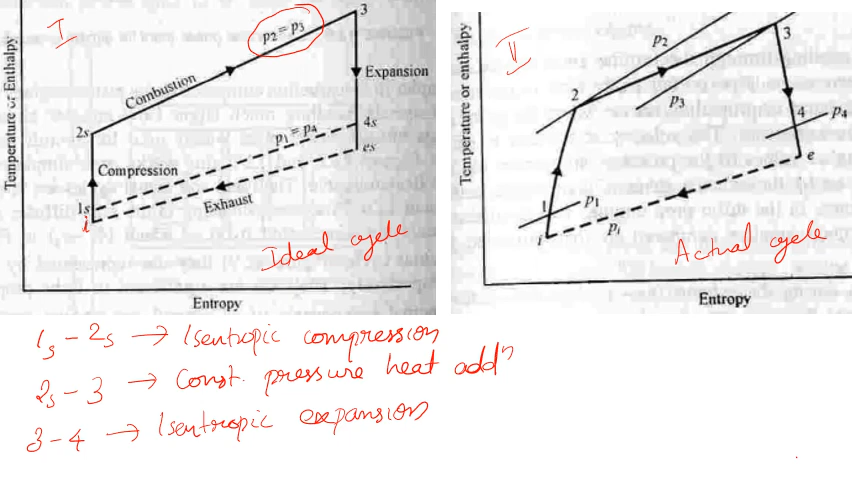 I
p2 = p3
3
Combustion
Expansion
2s
4s
p1 = p4
es
Compression
1s
i
Exhaust
Ideal cycle
Temperature or Enthalpy
Entropy
II
p2
3
p3
2
4
p4
e
1
p1
i
pi
Actual cycle
Temperature or enthalpy
Entropy
1s - 2s → Isentropic compression
2s - 3 → Const. pressure heat addn
3 - 4 → Isentropic expansion